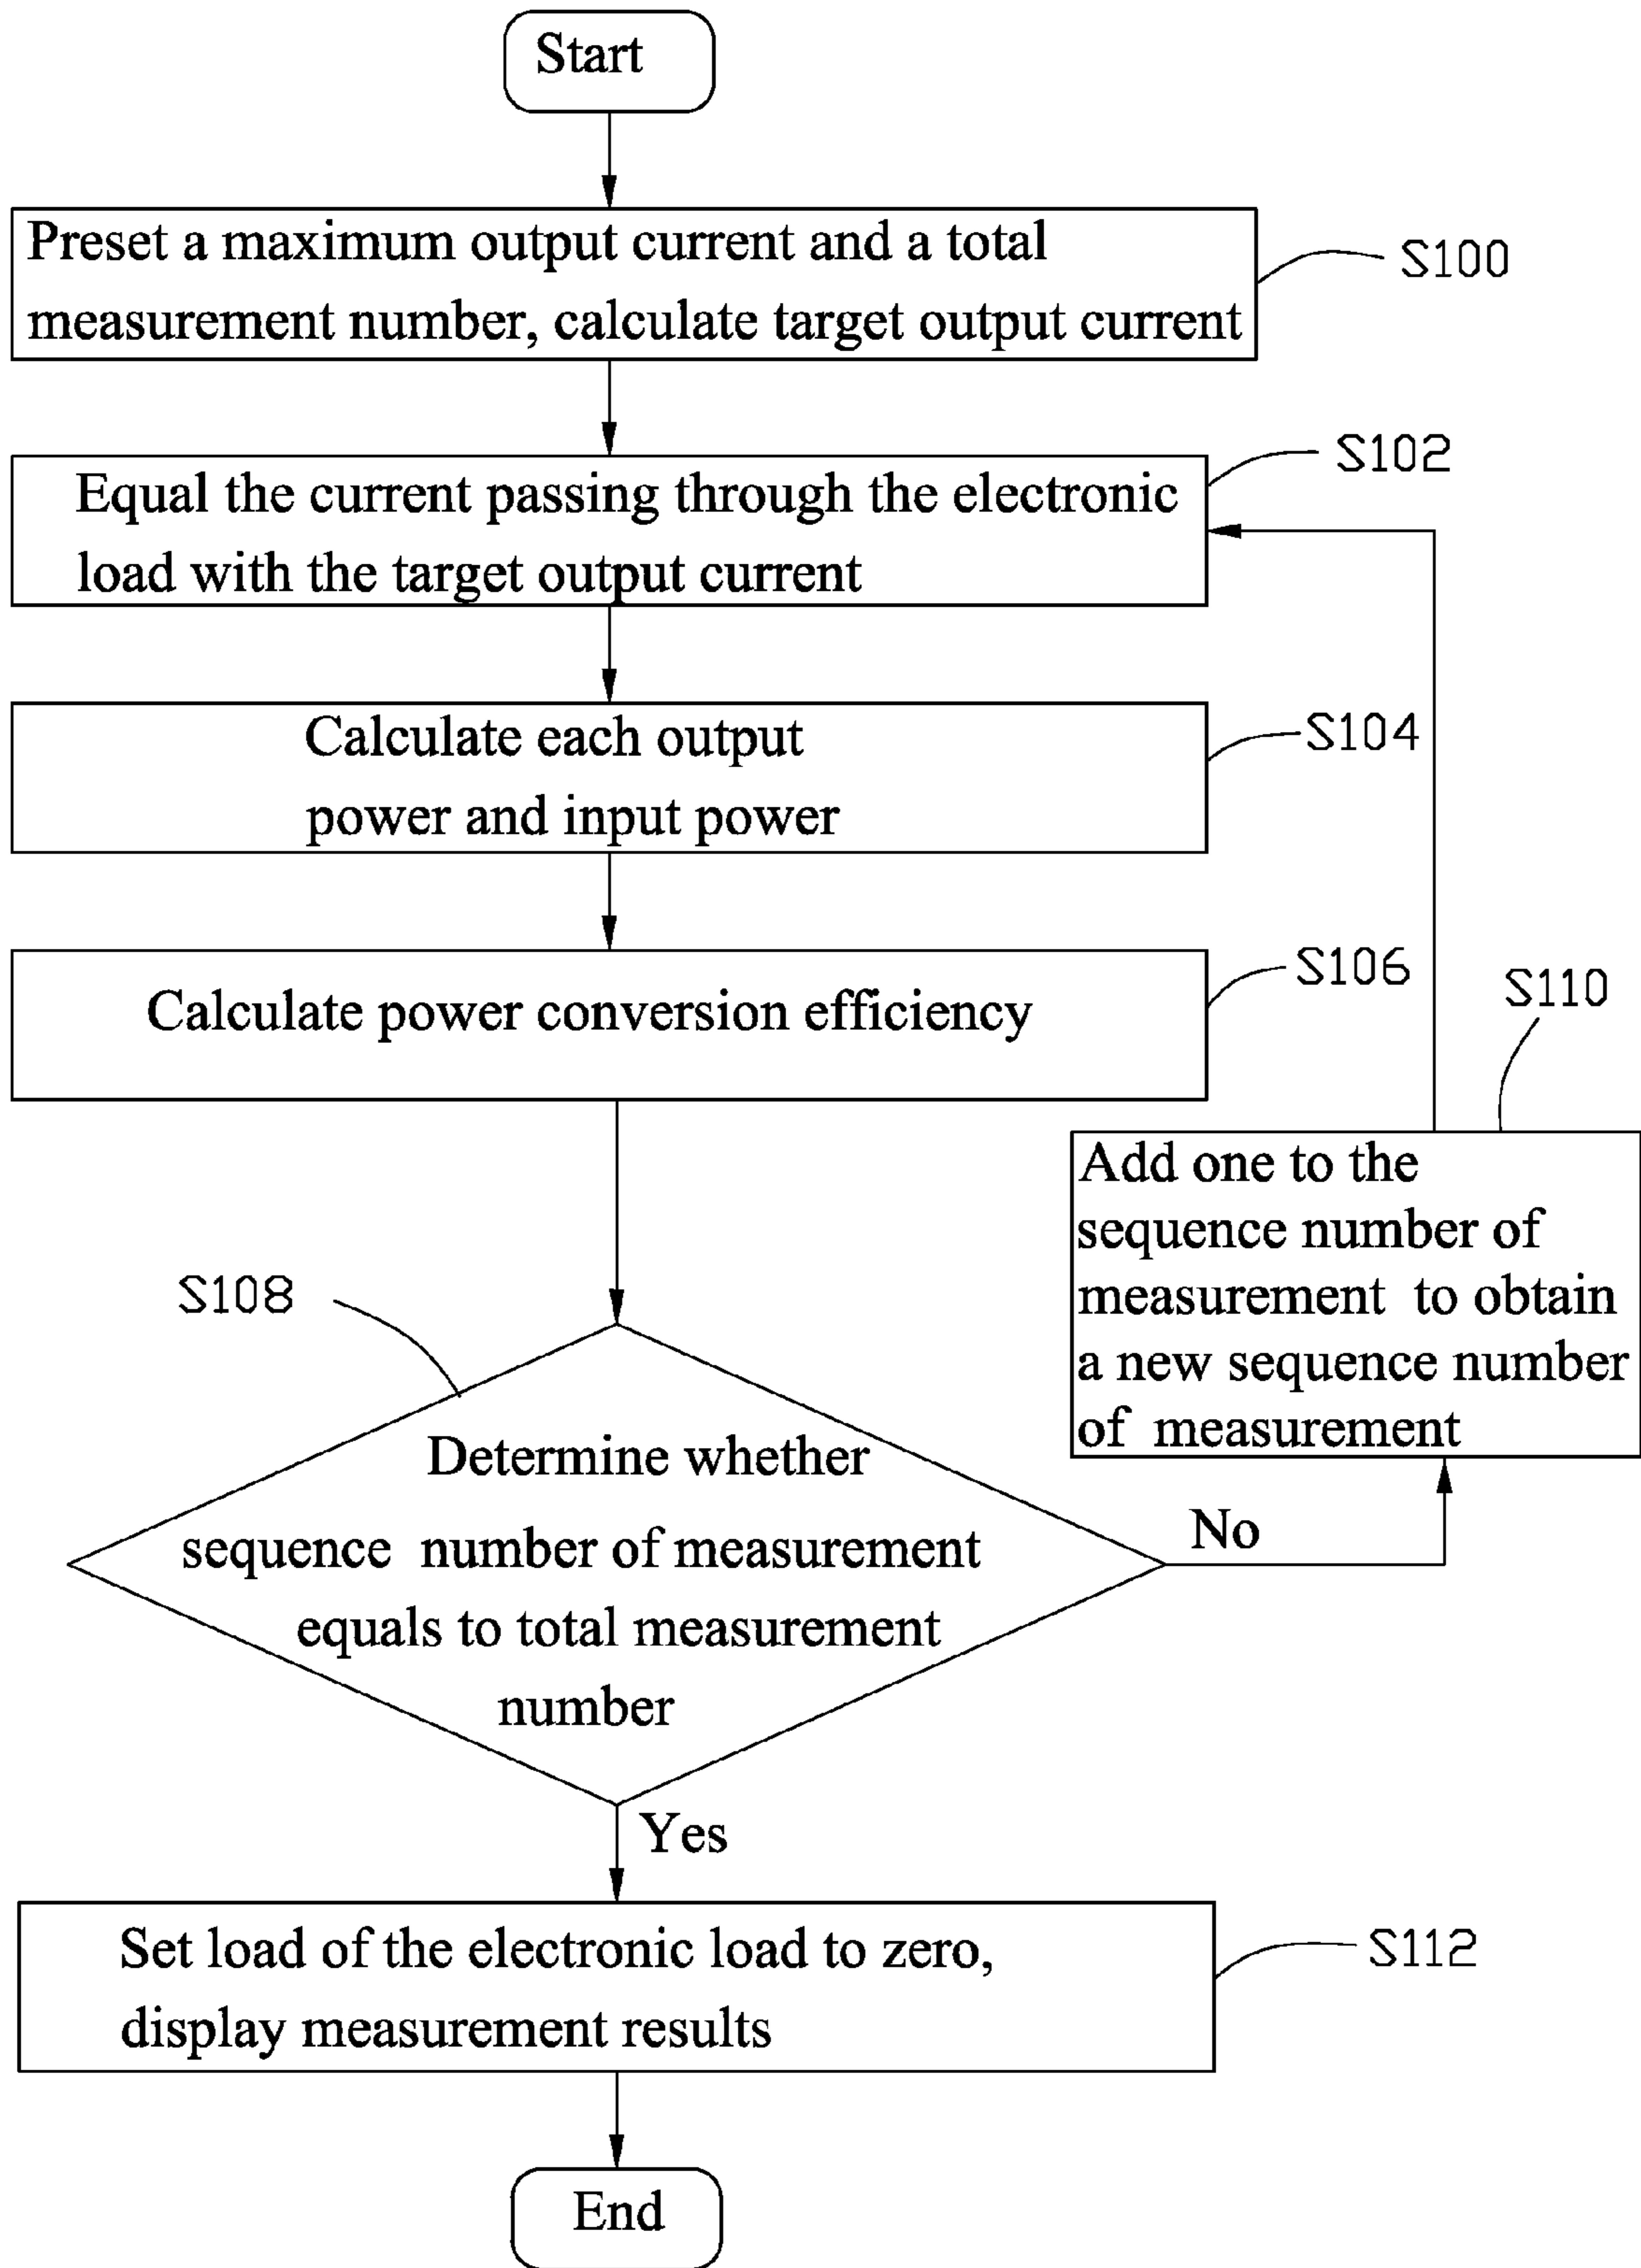 Start
Preset a maximum output current and a total
measurement number, calculate target output current
S100
Equal the current passing through the electronic
load with the target output current
S102
Calculate each output
power and input power
S104
Calculate power conversion efficiency
S106
S110
Add one to the
sequence number of
measurement to obtain
a new sequence number
of measurement
S108
Determine whether
sequence number of measurement
equals to total measurement
number
No
Yes
Set load of the electronic load to zero,
display measurement results
S112
End